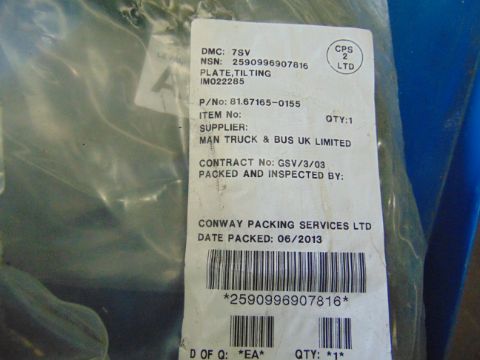 DMC: 7SV
NSN: 2590996907816
PLATE,TILTING
IM022285
CPS
2
LTD
P/No: 81.67165-0155
ITEM No: QTY:1
SUPPLIER:
MAN TRUCK & BUS UK LIMITED
CONTRACT No: GSV/3/03
PACKED AND INSPECTED BY:
CONWAY PACKING SERVICES LTD
DATE PACKED: 06/2013
*2590996907816*
D OF Q: *EA* QTY: *1*